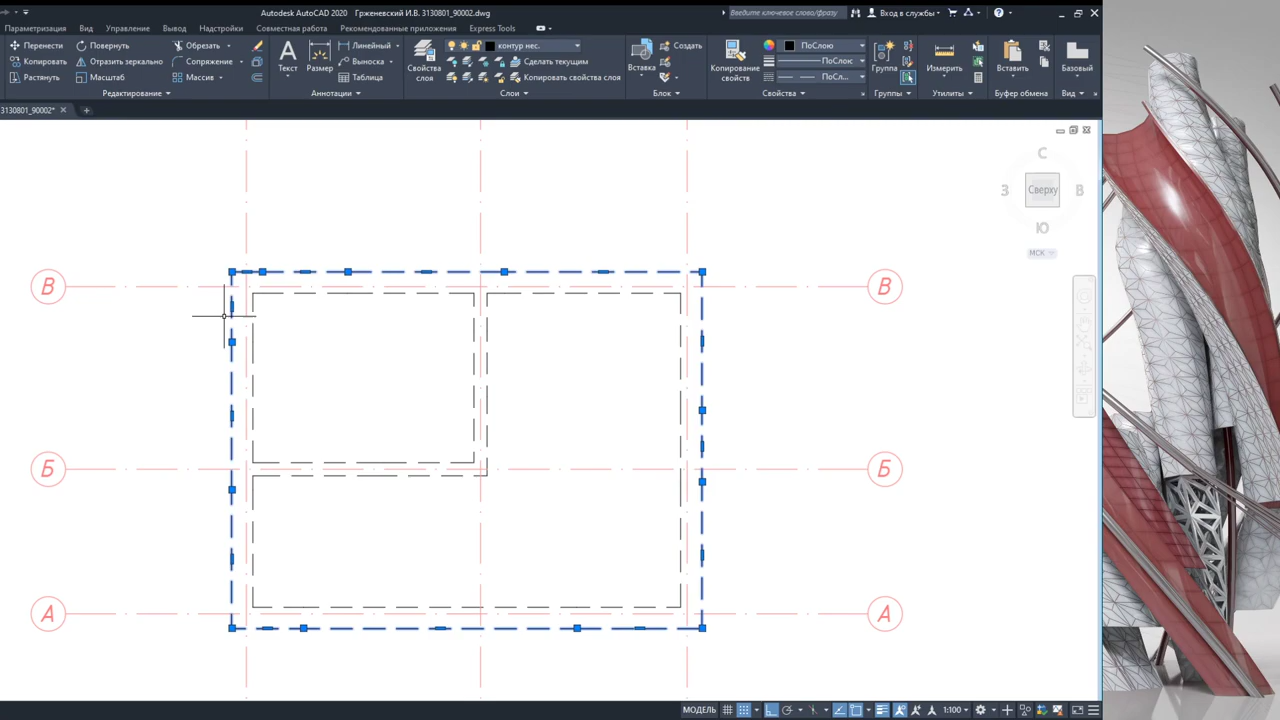 Autodesk AutoCAD 2020   Грженевский И.В. 3130801_90002.dwg
Введите ключевое слово/фразу
Вход в службы
Параметризация   Вид   Управление   Вывод   Надстройки   Совместная работа   Рекомендованные приложения   Express Tools
Перенести   Повернуть   Обрезать
Копировать   Отразить зеркально   Сопряжение
Растянуть   Масштаб   Массив
Редактирование
Текст   Размер
Линейный
Выноска
Таблица
Аннотации
Свойства слоя
контур нес.
Сделать текущим
Копировать свойства слоя
Слои
Вставка
Создать
Блок
Копирование свойств
ПоСлою
ПоСлою
ПоСл...
Свойства
Группа
Группы
Измерить
Утилиты
Вставить
Буфер обмена
Базовый
Вид
3130801_90002*
С
З   Сверху   В
Ю
МСК
В   В
Б   Б
А   А
МОДЕЛЬ   1:100